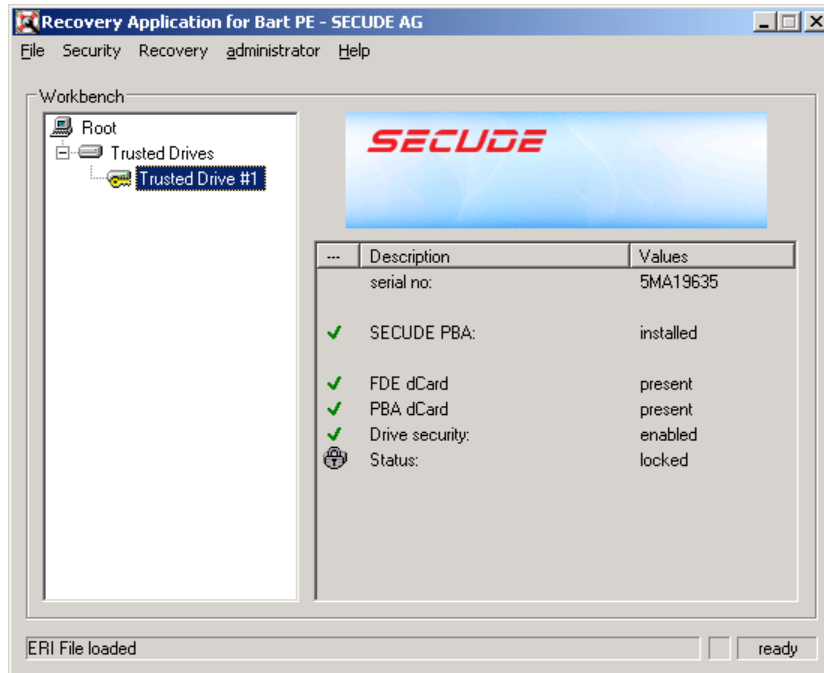 Recovery Application for Bart PE - SECUDE AG
File Security Recovery administrator Help
Workbench
Root
Trusted Drives
Trusted Drive #1
SECUDE
--- Description Values
serial no: 5MA19635
SECUDE PBA: installed
FDE dCard present
PBA dCard present
Drive security: enabled
Status: locked
ERI File loaded ready